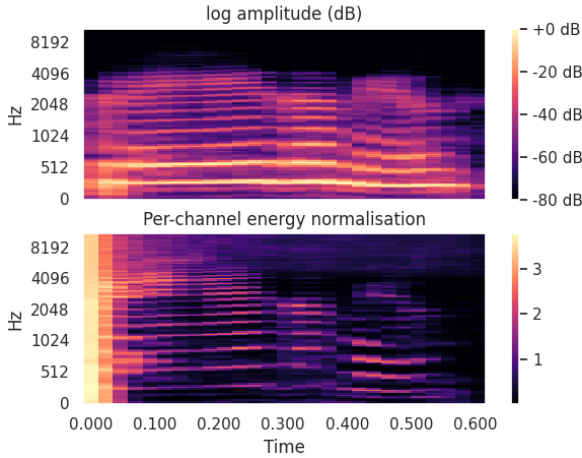 log amplitude (dB)
8192
4096
2048
1024
512
0
Hz
+0 dB
-20 dB
-40 dB
-60 dB
-80 dB
Per-channel energy normalisation
8192
4096
2048
1024
512
0
Hz
3
2
1
0.000 0.100 0.200 0.300 0.400 0.500 0.600
Time